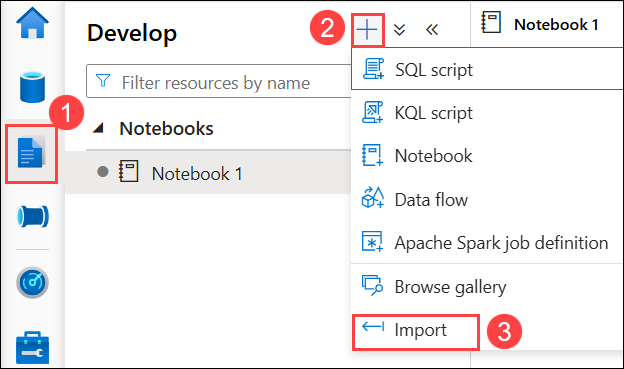 Develop
2
Notebook 1
Filter resources by name
1
Notebooks
Notebook 1
SQL script
KQL script
Notebook
Data flow
Apache Spark job definition
Browse gallery
Import
3